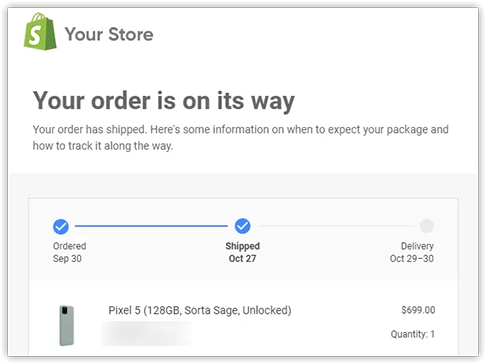 Your Store
Your order is on its way
Your order has shipped. Here's some information on when to expect your package and
how to track it along the way.
Ordered
Sep 30
Shipped
Oct 27
Delivery
Oct 29–30
Pixel 5 (128GB, Sorta Sage, Unlocked)
$699.00
Quantity: 1